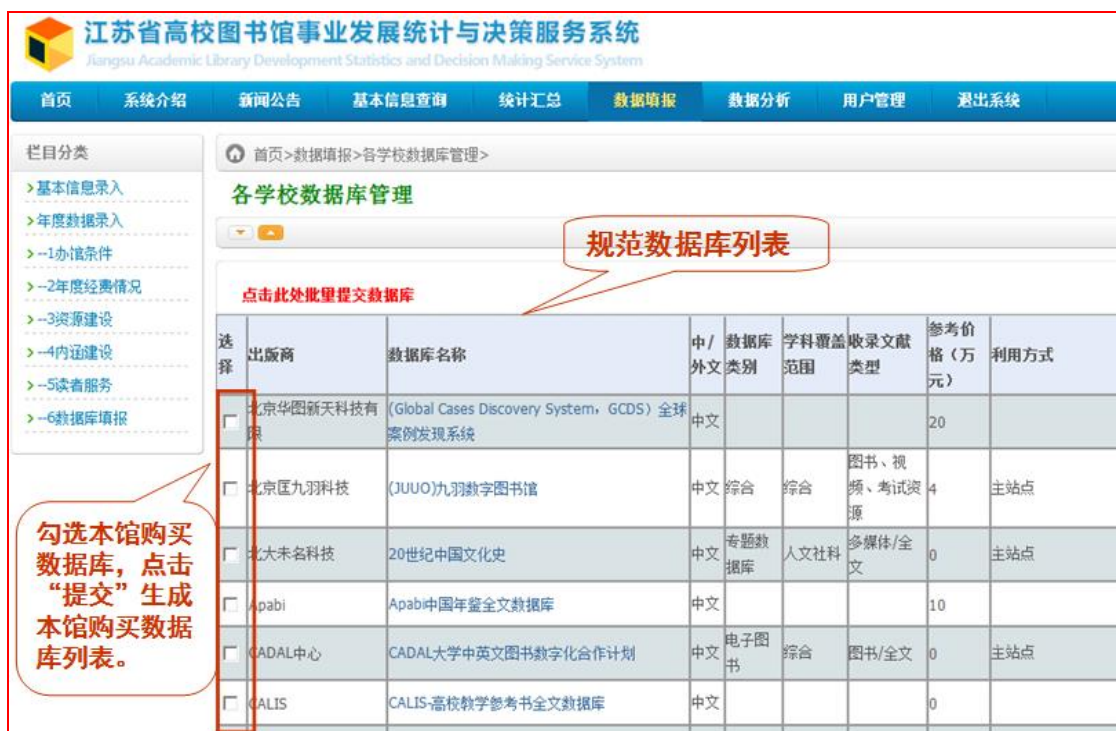 江苏省高校图书馆事业发展统计与决策服务系统
Jiangsu Academic Library Development Statistics and Decision Making Service System
首页 系统介绍 新闻公告 基本信息查询 统计汇总 数据填报 数据分析 用户管理 退出系统
栏目分类
>基本信息录入
>年度数据录入
>--1办馆条件
>--2年度经费情况
>--3资源建设
>--4内涵建设
>--5读者服务
>--6数据库填报
首页>数据填报>各学校数据库管理>
各学校数据库管理
规范数据库列表
点击此处批量提交数据库
选择 出版商 数据库名称 中/外文 数据库类别 学科覆盖范围 收录文献类型 参考价格（万元） 利用方式
北京华图新天科技有限 (Global Cases Discovery System，GCDS）全球案例发现系统 中文 20
北京匡九羽科技 (JUUO)九羽数字图书馆 中文 综合 综合 图书、视频、考试资源 4 主站点
北大未名科技 20世纪中国文化史 中文 专题数据库 人文社科 多媒体/全文 0 主站点
Apabi Apabi中国年鉴全文数据库 中文 10
CADAL中心 CADAL大学中英文图书数字化合作计划 中文 电子图书 综合 图书/全文 0 主站点
CALIS CALIS-高校教学参考书全文数据库 中文 0
勾选本馆购买
数据库，点击
“提交”生成
本馆购买数据
库列表。